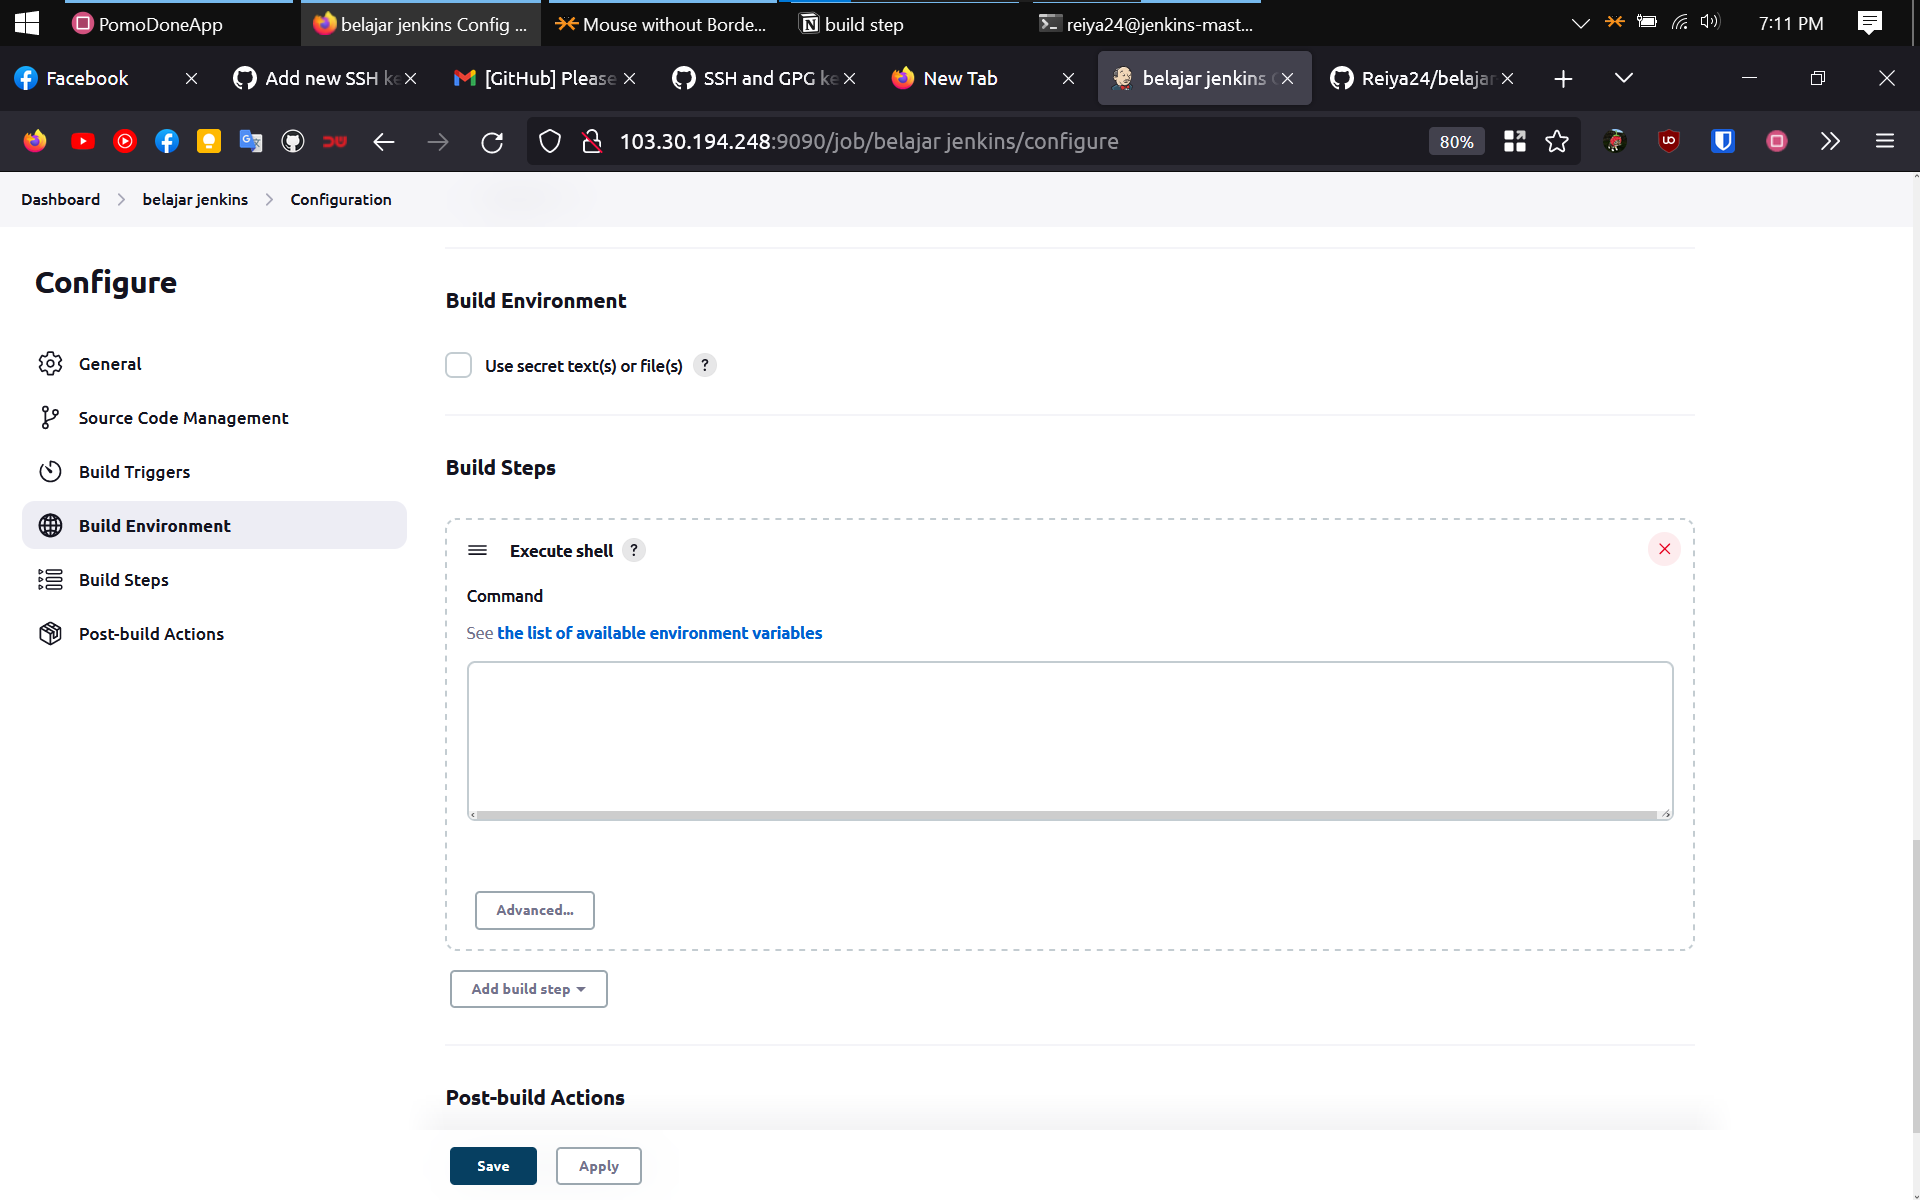 PomoDoneApp
belajar jenkins Config ...
Mouse without Borde...
build step
reiya24@jenkins-mast...
7:11 PM
Facebook
Add new SSH ke
[GitHub] Please
SSH and GPG ke
New Tab
belajar jenkins C
Reiya24/belajar
103.30.194.248:9090/job/belajar jenkins/configure
80%
Dashboard
belajar jenkins
Configuration
Configure
General
Source Code Management
Build Triggers
Build Environment
Build Steps
Post-build Actions
Build Environment
Use secret text(s) or file(s) ?
Build Steps
Execute shell ?
Command
See the list of available environment variables
Advanced...
Add build step
Post-build Actions
Save
Apply